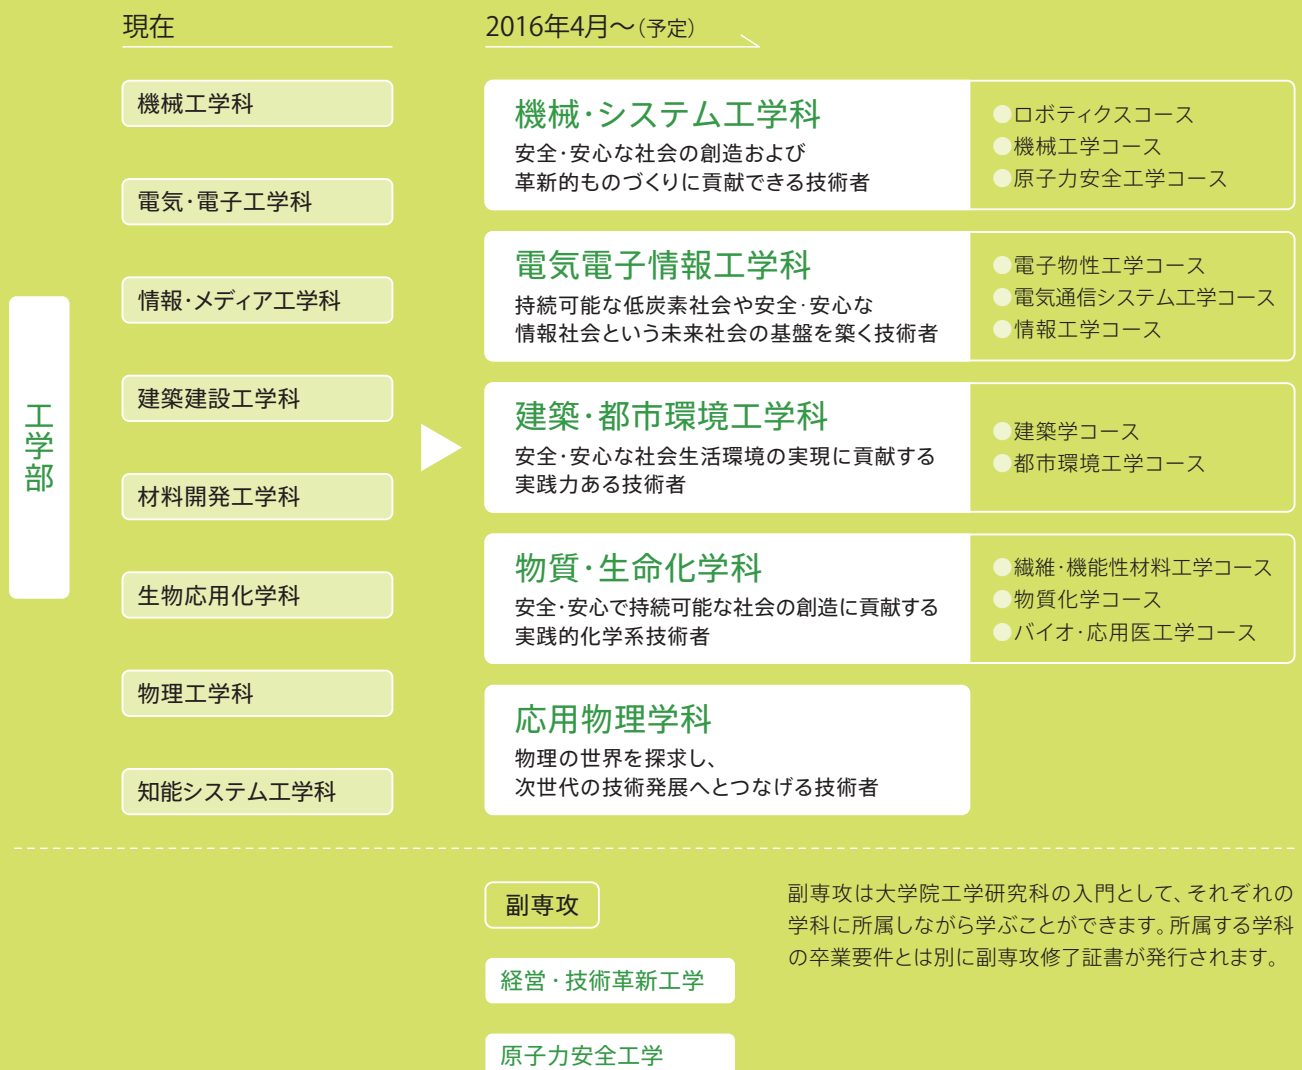 現在
2016年4月〜（予定）
工学部
機械工学科
電気・電子工学科
情報・メディア工学科
建築建設工学科
材料開発工学科
生物応用化学科
物理工学科
知能システム工学科
機械・システム工学科
安全・安心な社会の創造および
革新的ものづくりに貢献できる技術者
●ロボティクスコース
●機械工学コース
●原子力安全工学コース
電気電子情報工学科
持続可能な低炭素社会や安全・安心な
情報社会という未来社会の基盤を築く技術者
●電子物性工学コース
●電気通信システム工学コース
●情報工学コース
建築・都市環境工学科
安全・安心な社会生活環境の実現に貢献する
実践力ある技術者
●建築学コース
●都市環境工学コース
物質・生命化学科
安全・安心で持続可能な社会の創造に貢献する
実践的化学系技術者
●繊維・機能性材料工学コース
●物質化学コース
●バイオ・応用医工学コース
応用物理学科
物理の世界を探求し、
次世代の技術発展へとつなげる技術者
副専攻
経営・技術革新工学
原子力安全工学
副専攻は大学院工学研究科の入門として、それぞれの
学科に所属しながら学ぶことができます。所属する学科
の卒業要件とは別に副専攻修了証書が発行されます。